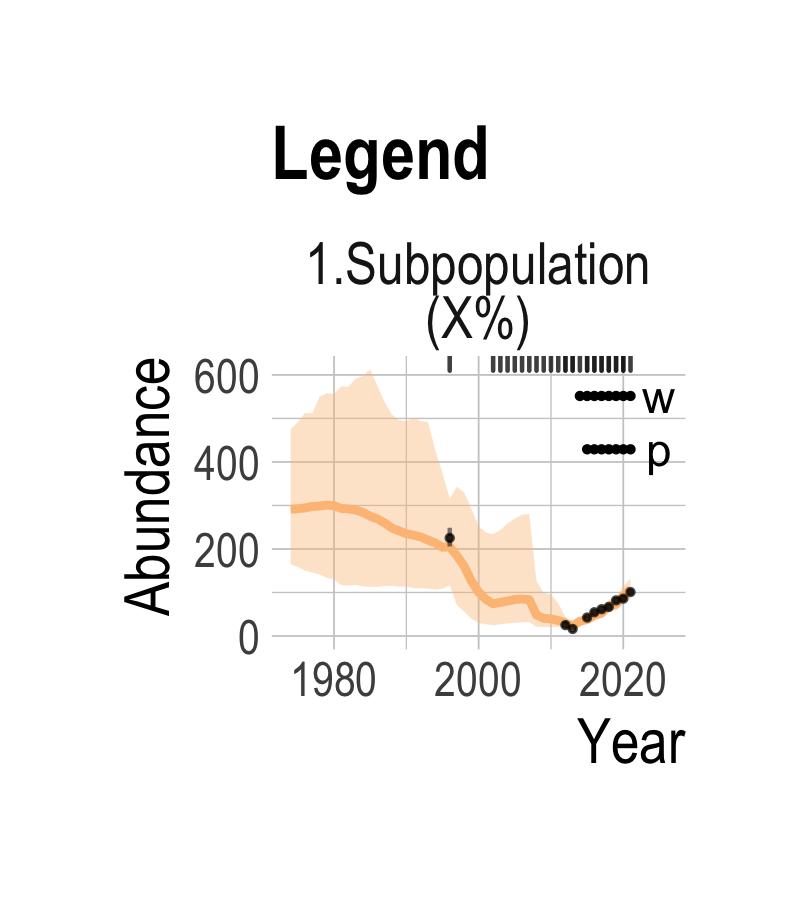 Legend
1.Subpopulation
(X%)
Abundance
600
400
200
0
w
p
1980 2000 2020
Year